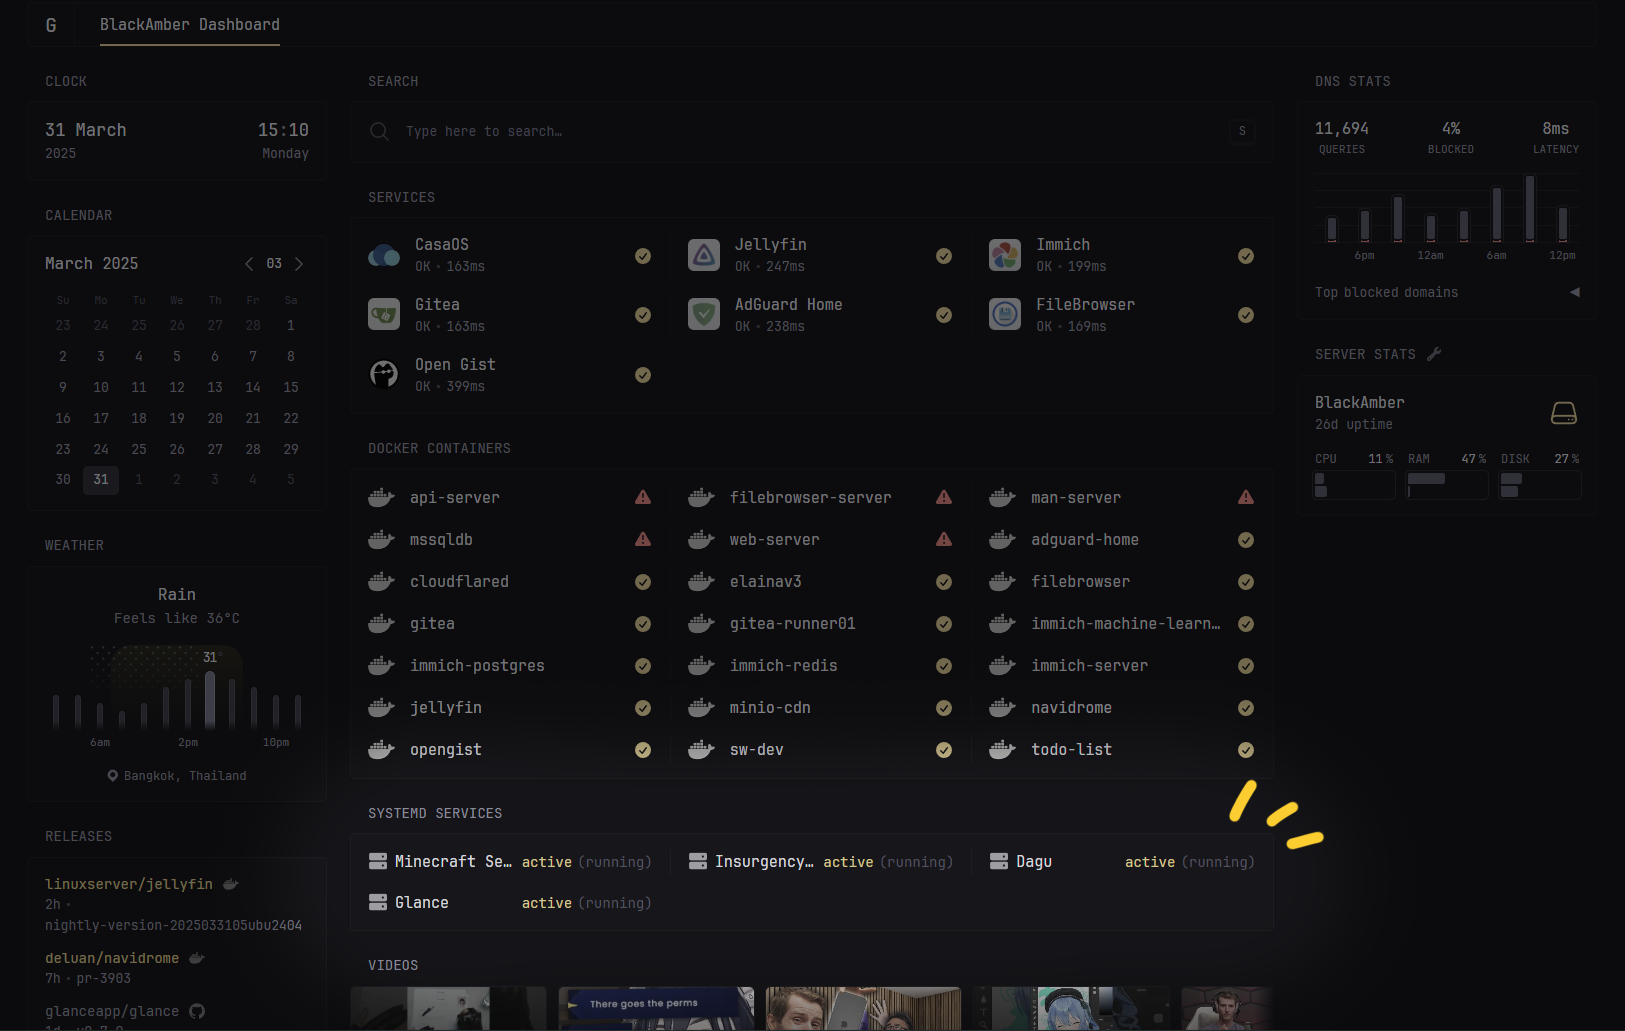 G
BlackAmber Dashboard
CLOCK
31 March
15:10
2025
Monday
CALENDAR
March 2025
03
Su Mo Tu We Th Fr Sa
23 24 25 26 27 28 1
2 3 4 5 6 7 8
9 10 11 12 13 14 15
16 17 18 19 20 21 22
23 24 25 26 27 28 29
30 31 1 2 3 4 5
WEATHER
Rain
Feels like 36°C
31
6am 2pm 10pm
Bangkok, Thailand
RELEASES
linuxserver/jellyfin
2h •
nightly-version-2025033105ubu2404
deluan/navidrome
7h • pr-3903
glanceapp/glance
SEARCH
Type here to search…
S
SERVICES
CasaOS
OK • 163ms
Jellyfin
OK • 247ms
Immich
OK • 199ms
Gitea
OK • 163ms
AdGuard Home
OK • 238ms
FileBrowser
OK • 169ms
Open Gist
OK • 399ms
DOCKER CONTAINERS
api-server
filebrowser-server
man-server
mssqldb
web-server
adguard-home
cloudflared
elainav3
filebrowser
gitea
gitea-runner01
immich-machine-learn…
immich-postgres
immich-redis
immich-server
jellyfin
minio-cdn
navidrome
opengist
sw-dev
todo-list
SYSTEMD SERVICES
Minecraft Se… active (running)
Insurgency… active (running)
Dagu active (running)
Glance active (running)
VIDEOS
There goes the perms
DNS STATS
11,694 4% 8ms
QUERIES BLOCKED LATENCY
6pm 12am 6am 12pm
Top blocked domains
SERVER STATS
BlackAmber
26d uptime
CPU 11% RAM 47% DISK 27%